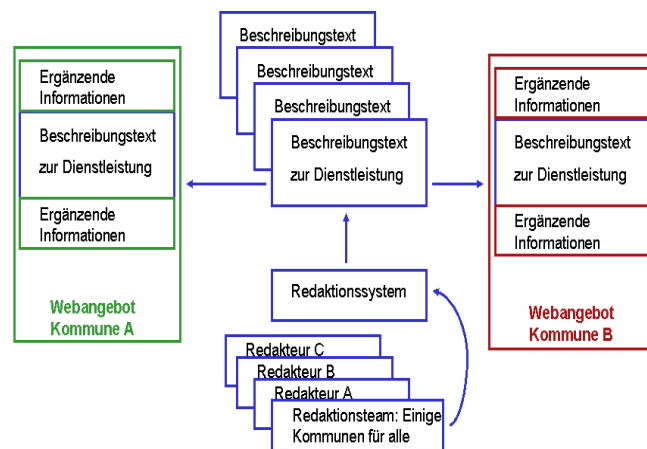 Ergänzende
Informationen
Beschreibungstext
zur Dienstleistung
Ergänzende
Informationen
Webangebot
Kommune A
Beschreibungstext
Beschreibungstext
Beschreibungstext
Beschreibungstext
zur Dienstleistung
Redaktionssystem
Redakteur C
Redakteur B
Redakteur A
Redaktionsteam: Einige
Kommunen für alle
Ergänzende
Informationen
Beschreibungstext
zur Dienstleistung
Ergänzende
Informationen
Webangebot
Kommune B